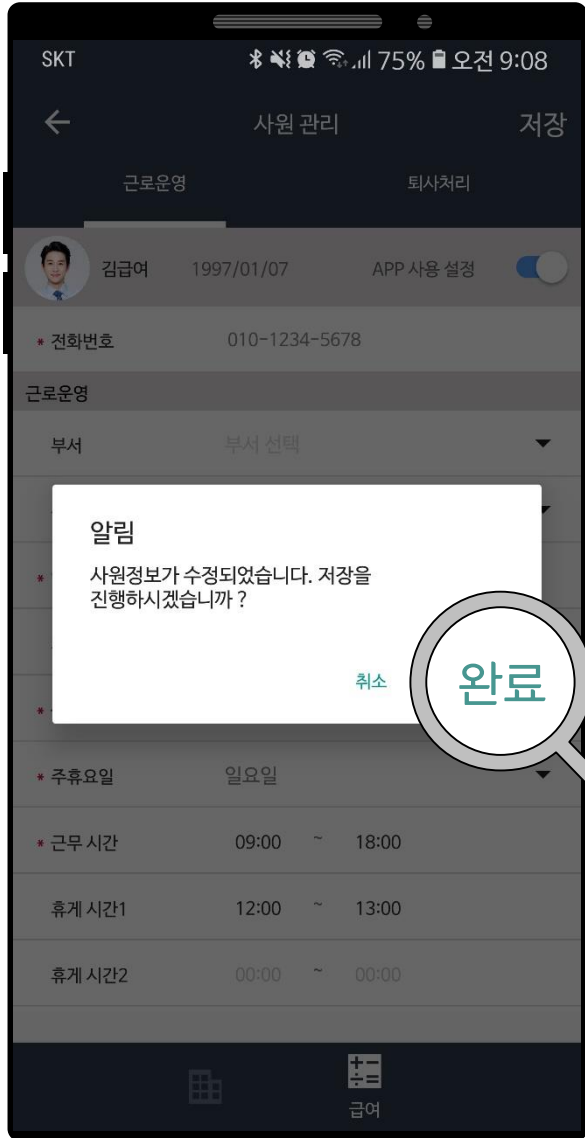 SKT 75% 오전 9:08
사원 관리 저장
근로운영 퇴사처리
김급여 1997/01/07 APP 사용 설정
* 전화번호 010-1234-5678
근로운영
부서 부서 선택
알림
사원정보가 수정되었습니다. 저장을
진행하시겠습니까 ?
취소 완료
* 주휴요일 일요일
* 근무 시간 09:00 ~ 18:00
휴게 시간1 12:00 ~ 13:00
휴게 시간2 00:00 ~ 00:00
급여